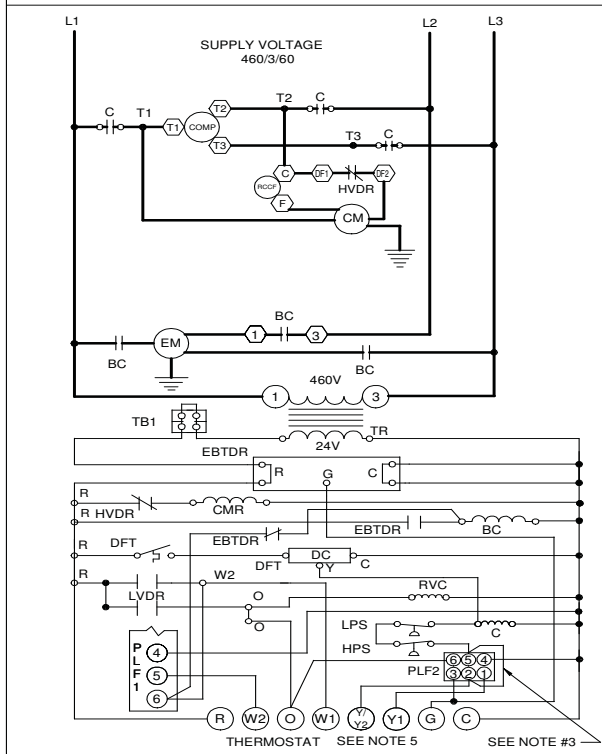 L1 L2 L3
SUPPLY VOLTAGE
460/3/60
C T1 T1 COMP T2 T2 C
T3 T3 C
C DF1 HVDR DF2
RCCF
F CM
BC
1 3
BC EM BC
460V
1 3
TB1 TR
24V
EBTDR
R G C
R HVDR CMR
R EBTDR EBTDR BC
R DFT DFT DC Y C
R W2 RVC
LVDR O LPS C
O HPS
PLF1 4 6 5 4 PLF2
5 3 2 1
6
R W2 O W1 Y/Y2 Y1 G C
THERMOSTAT SEE NOTE 5 SEE NOTE #3